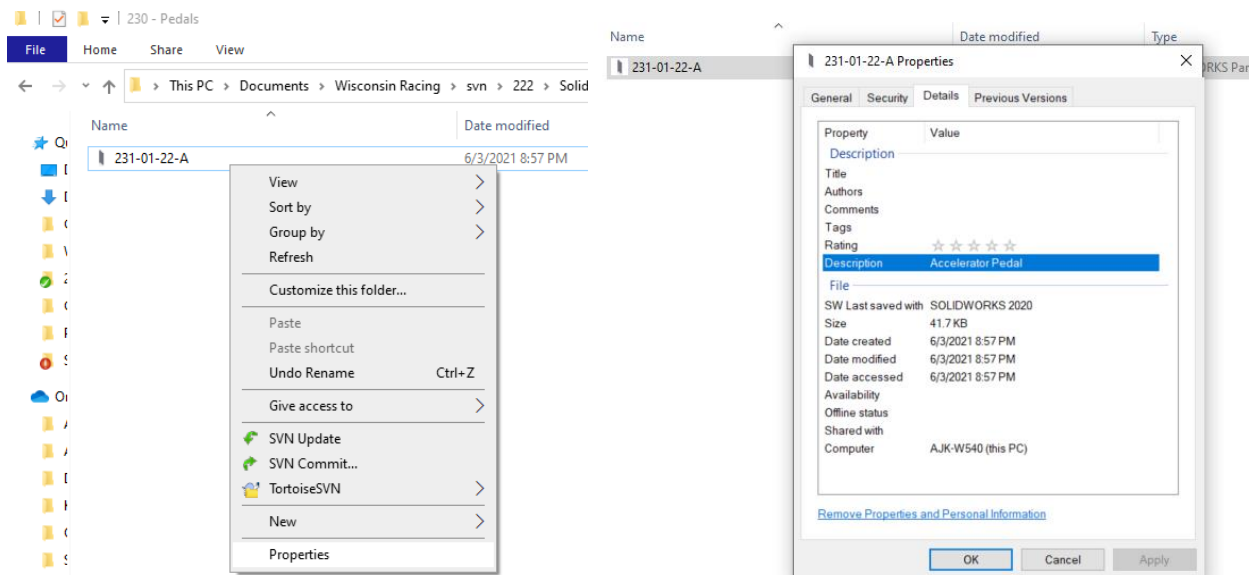 230 - Pedals
File Home Share View
This PC > Documents > Wisconsin Racing > svn > 222 > Solid
Name Date modified
231-01-22-A 6/3/2021 8:57 PM
View
Sort by
Group by
Refresh
Customize this folder...
Paste
Paste shortcut
Undo Rename Ctrl+Z
Give access to
SVN Update
SVN Commit...
TortoiseSVN
New
Properties
Name Date modified Type
231-01-22-A
RKS Par
231-01-22-A Properties
General Security Details Previous Versions
Property Value
Description
Title
Authors
Comments
Tags
Rating
Description Accelerator Pedal
File
SW Last saved with SOLIDWORKS 2020
Size 41.7 KB
Date created 6/3/2021 8:57 PM
Date modified 6/3/2021 8:57 PM
Date accessed 6/3/2021 8:57 PM
Availability
Offline status
Shared with
Computer AJK-W540 (this PC)
Remove Properties and Personal Information
OK Cancel Apply